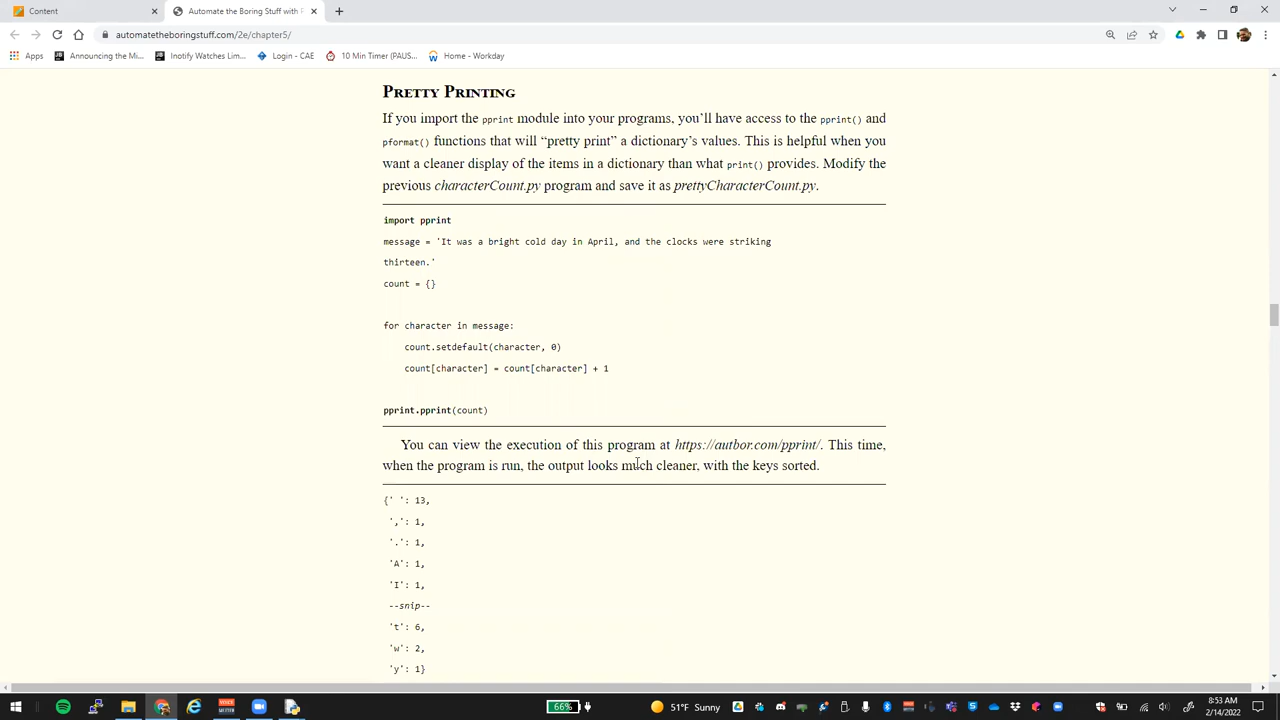 Content
Automate the Boring Stuff with P
automatetheboringstuff.com/2e/chapter5/
Apps
Announcing the Mi...
Inotify Watches Lim...
Login - CAE
10 Min Timer (PAUS...
Home - Workday
PRETTY PRINTING
If you import the pprint module into your programs, you’ll have access to the pprint() and
pformat() functions that will “pretty print” a dictionary’s values. This is helpful when you
want a cleaner display of the items in a dictionary than what print() provides. Modify the
previous characterCount.py program and save it as prettyCharacterCount.py.
import pprint
message = 'It was a bright cold day in April, and the clocks were striking
thirteen.'
count = {}
for character in message:
count.setdefault(character, 0)
count[character] = count[character] + 1
pprint.pprint(count)
You can view the execution of this program at https://autbor.com/pprint/. This time,
when the program is run, the output looks much cleaner, with the keys sorted.
{' ': 13,
',': 1,
'.': 1,
'A': 1,
'I': 1,
--snip--
't': 6,
'w': 2,
'y': 1}
66%
51°F Sunny
8:53 AM
2/14/2022